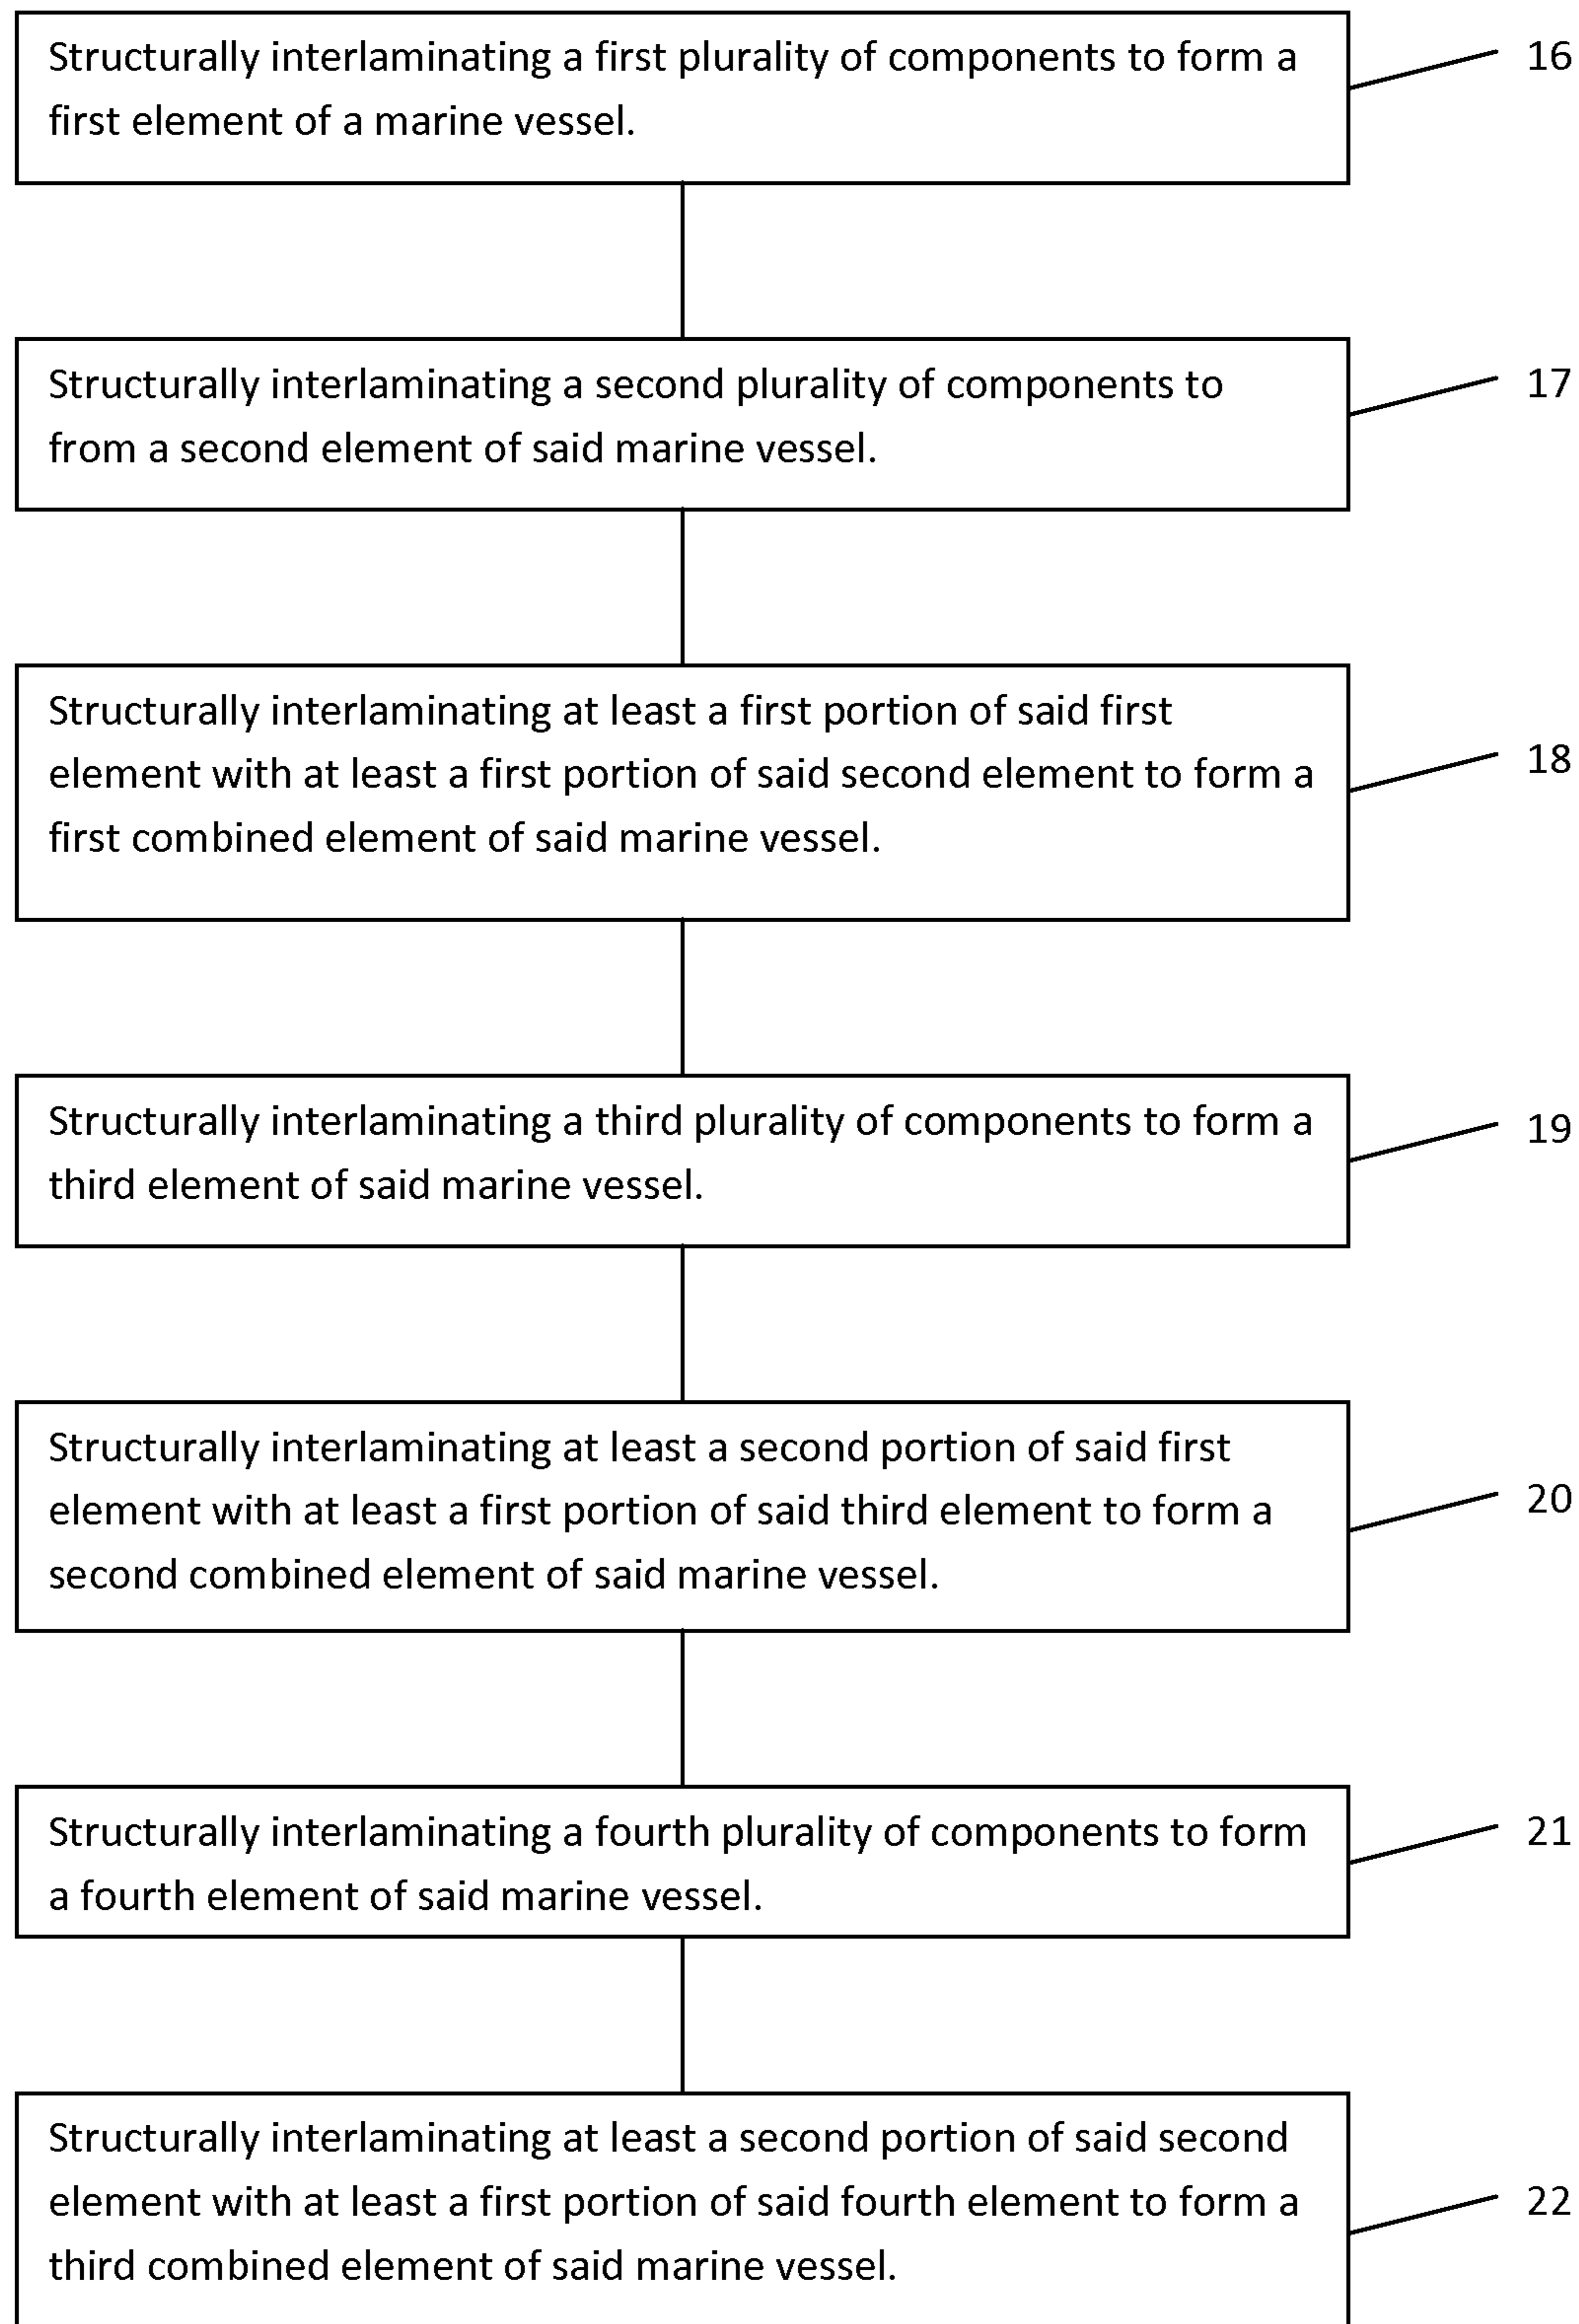 Structurally interlaminating a first plurality of components to form a
first element of a marine vessel.
16
Structurally interlaminating a second plurality of components to
from a second element of said marine vessel.
17
Structurally interlaminating at least a first portion of said first
element with at least a first portion of said second element to form a
first combined element of said marine vessel.
18
Structurally interlaminating a third plurality of components to form a
third element of said marine vessel.
19
Structurally interlaminating at least a second portion of said first
element with at least a first portion of said third element to form a
second combined element of said marine vessel.
20
Structurally interlaminating a fourth plurality of components to form
a fourth element of said marine vessel.
21
Structurally interlaminating at least a second portion of said second
element with at least a first portion of said fourth element to form a
third combined element of said marine vessel.
22